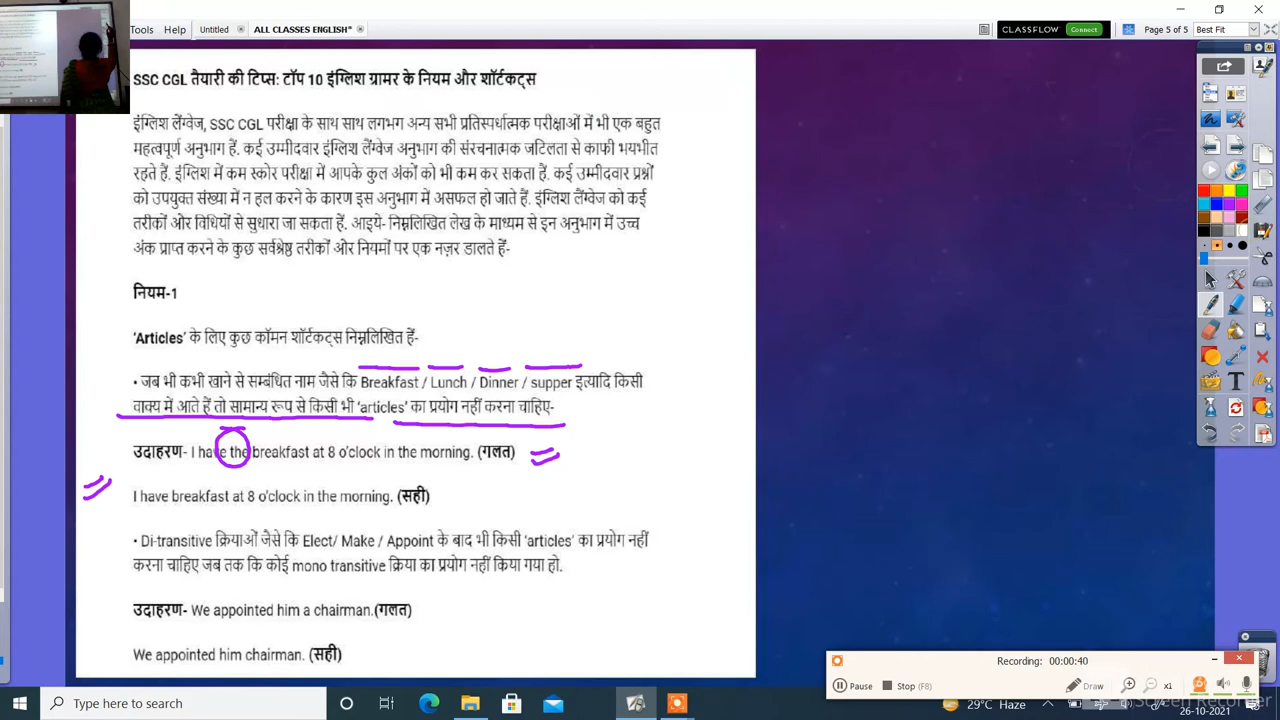 Tools Help Untitled ALL CLASSES ENGLISH* CLASSFLOW Connect Page 5 of 5 Best Fit
SSC CGL तैयारी की टिप्स: टॉप 10 इंग्लिश ग्रामर के नियम और शॉर्टकट्स
इंग्लिश लैंग्वेज, SSC CGL परीक्षा के साथ साथ लगभग अन्य सभी प्रतिस्पर्धात्मक परीक्षाओं में भी एक बहुत
महत्वपूर्ण अनुभाग हैं. कई उम्मीदवार इंग्लिश लैंग्वेज अनुभाग की संरचनात्मक जटिलता से काफी भयभीत
रहते हैं. इंग्लिश में कम स्कोर परीक्षा में आपके कुल अंकों को भी कम कर सकता हैं. कई उम्मीदवार प्रश्नों
को उपयुक्त संख्या में न हल करने के कारण इस अनुभाग में असफल हो जाते हैं. इंग्लिश लैंग्वेज को कई
तरीकों और विधियों से सुधारा जा सकता हैं. आइये- निम्नलिखित लेख के माध्यम से इन अनुभाग में उच्च
अंक प्राप्त करने के कुछ सर्वश्रेष्ठ तरीकों और नियमों पर एक नज़र डालते हैं-
नियम-1
'Articles' के लिए कुछ कॉमन शॉर्टकट्स निम्नलिखित हैं-
• जब भी कभी खाने से सम्बंधित नाम जैसे कि Breakfast / Lunch / Dinner / supper इत्यादि किसी
वाक्य में आते हैं तो सामान्य रूप से किसी भी 'articles' का प्रयोग नहीं करना चाहिए-
उदाहरण- I have the breakfast at 8 o'clock in the morning. (गलत)
I have breakfast at 8 o'clock in the morning. (सही)
• Di-transitive क्रियाओं जैसे कि Elect/ Make / Appoint के बाद भी किसी 'articles' का प्रयोग नहीं
करना चाहिए जब तक कि कोई mono transitive क्रिया का प्रयोग नहीं किया गया हो.
उदाहरण- We appointed him a chairman.(गलत)
We appointed him chairman. (सही)
Recording: 00:00:40
Pause Stop (F8) Draw x1
Type here to search 29°C Haze 26-10-2021